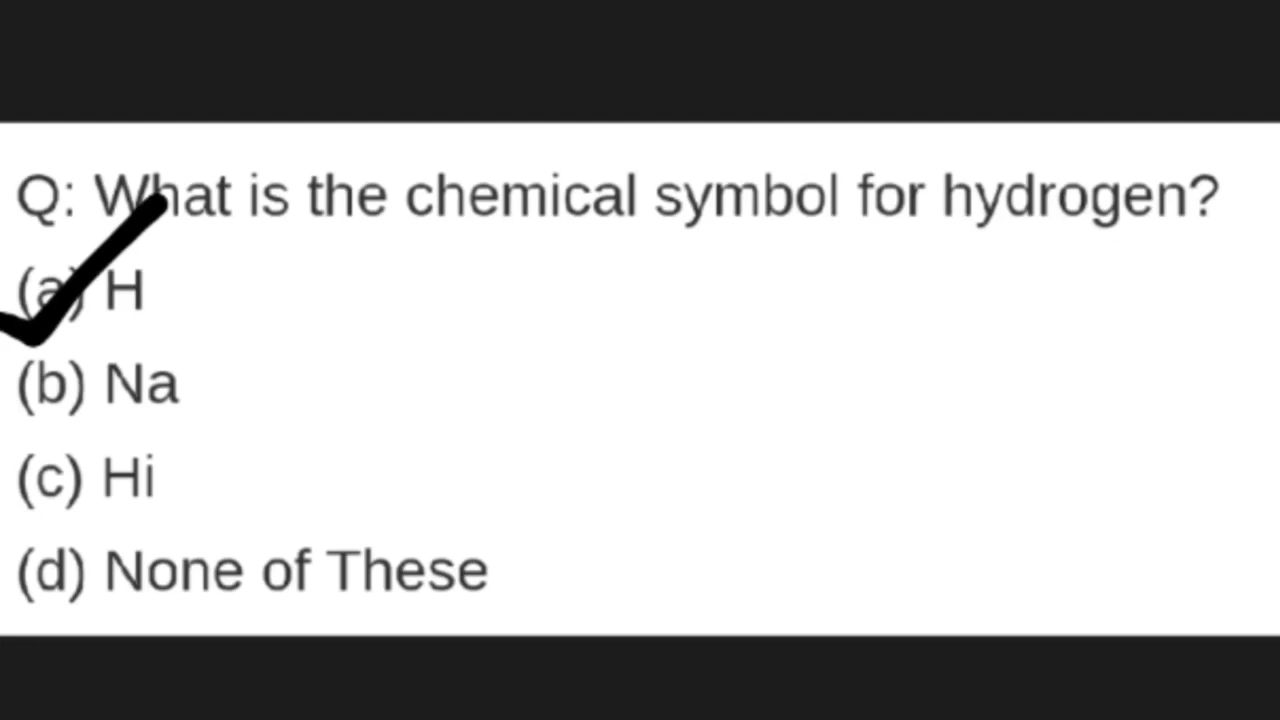 Q: What is the chemical symbol for hydrogen?
(a) H
(b) Na
(c) Hi
(d) None of These